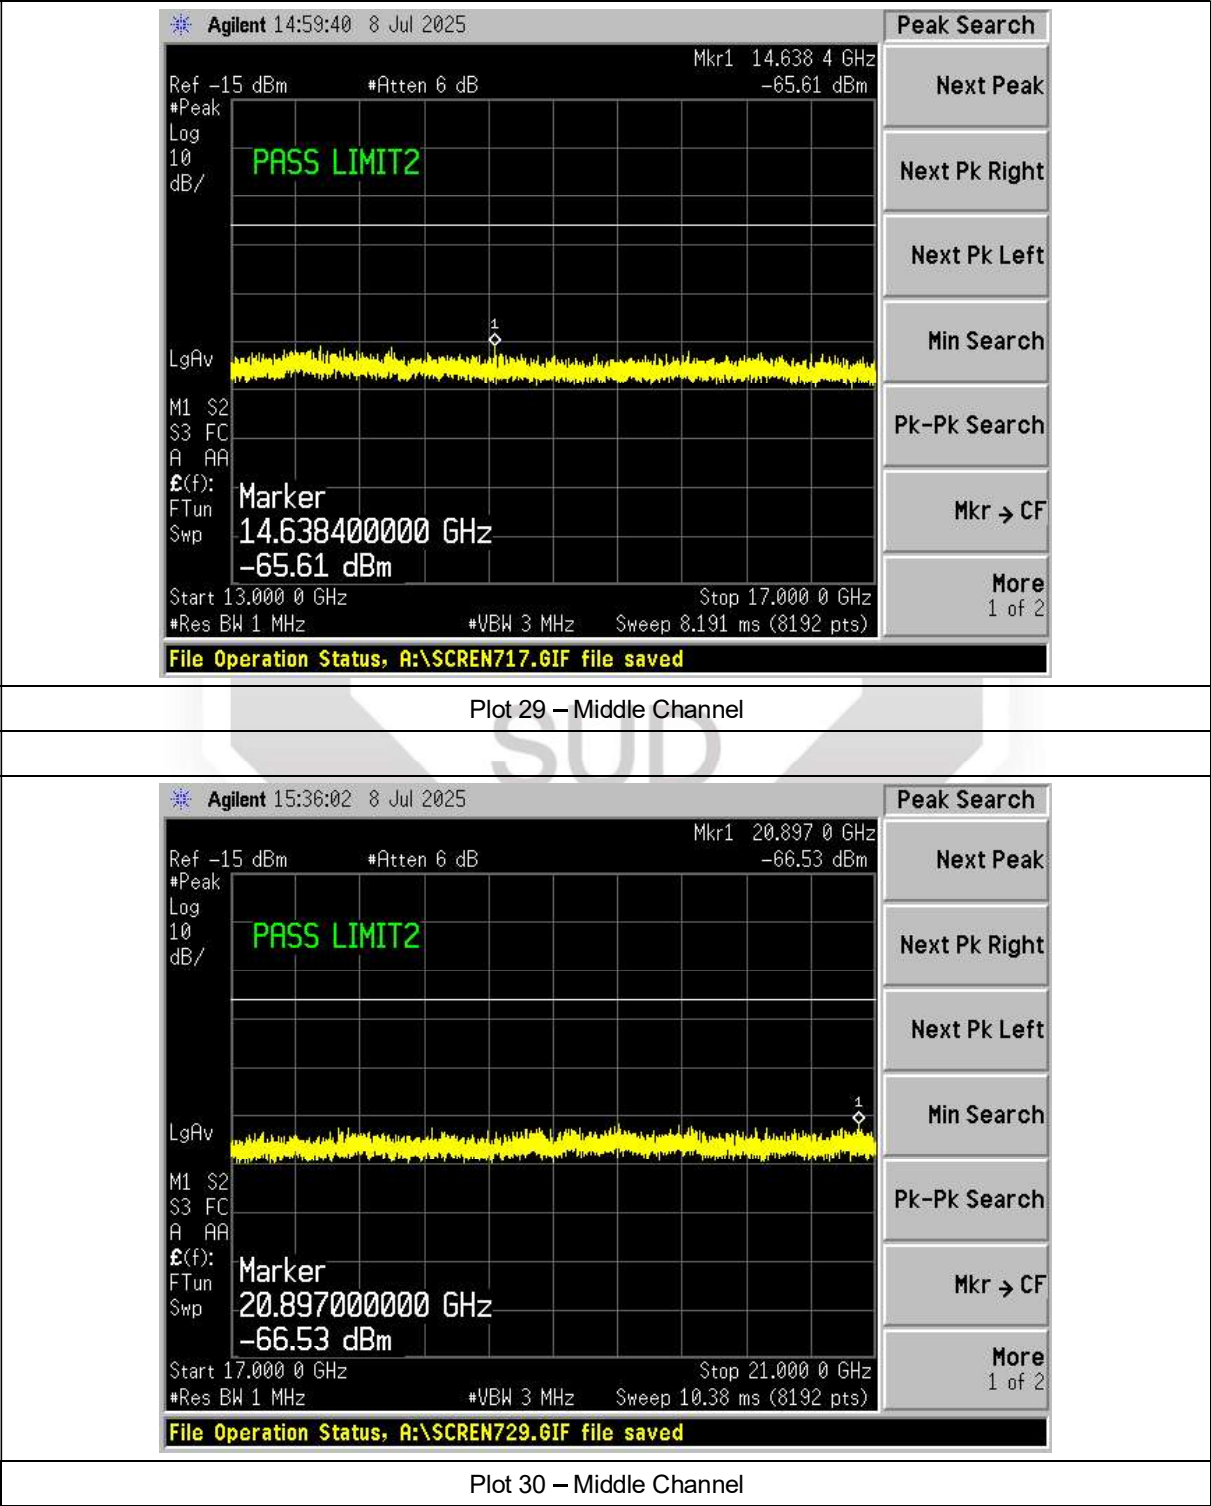 Agilent 14:59:40 8 Jul 2025
Peak Search
Mkr1 14.638 4 GHz
Ref -15 dBm #Atten 6 dB -65.61 dBm
#Peak
Log
10
dB/
PASS LIMIT2
1
LgAv
M1 S2
S3 FC
A AA
£(f):
FTun
Swp
Marker
14.638400000 GHz
-65.61 dBm
Start 13.000 0 GHz Stop 17.000 0 GHz
#Res BW 1 MHz #VBW 3 MHz Sweep 8.191 ms (8192 pts)
Next Peak
Next Pk Right
Next Pk Left
Min Search
Pk-Pk Search
Mkr → CF
More
1 of 2
File Operation Status, A:\SCREN717.GIF file saved
Plot 29 – Middle Channel
SUD
Agilent 15:36:02 8 Jul 2025
Peak Search
Mkr1 20.897 0 GHz
Ref -15 dBm #Atten 6 dB -66.53 dBm
#Peak
Log
10
dB/
PASS LIMIT2
1
LgAv
M1 S2
S3 FC
A AA
£(f):
FTun
Swp
Marker
20.897000000 GHz
-66.53 dBm
Start 17.000 0 GHz Stop 21.000 0 GHz
#Res BW 1 MHz #VBW 3 MHz Sweep 10.38 ms (8192 pts)
Next Peak
Next Pk Right
Next Pk Left
Min Search
Pk-Pk Search
Mkr → CF
More
1 of 2
File Operation Status, A:\SCREN729.GIF file saved
Plot 30 – Middle Channel